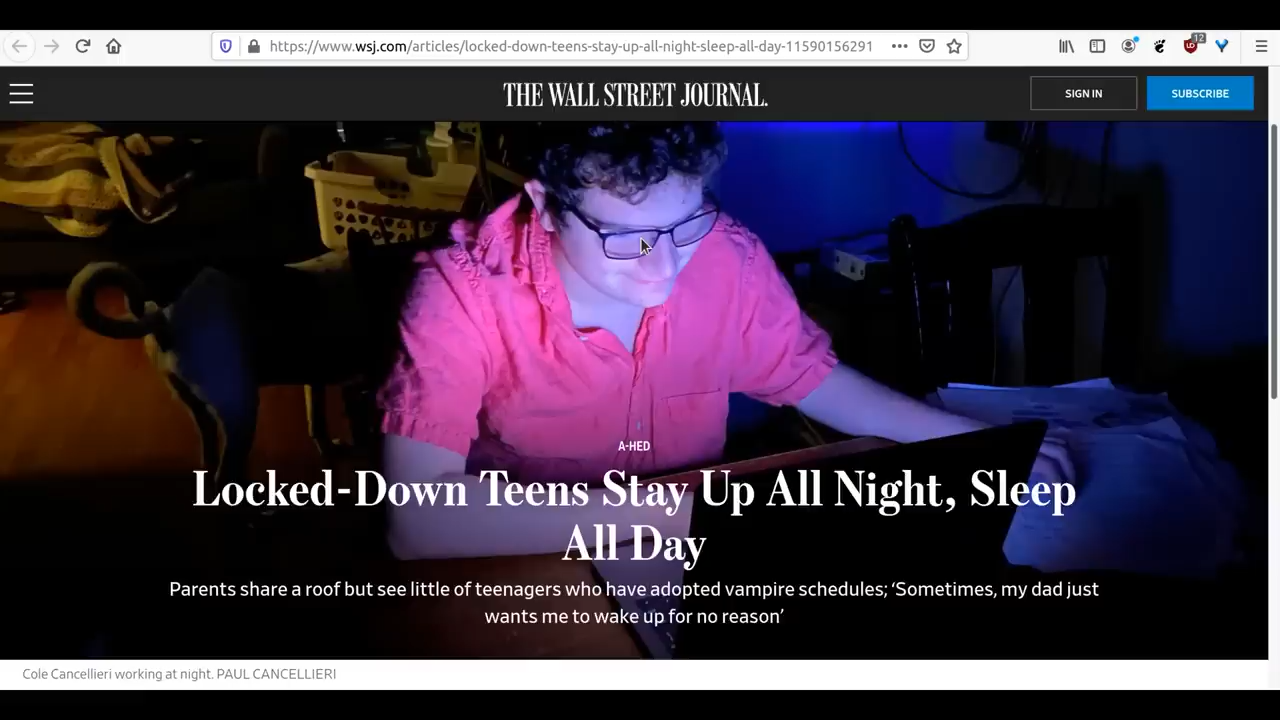 https://www.wsj.com/articles/locked-down-teens-stay-up-all-night-sleep-all-day-11590156291
12
THE WALL STREET JOURNAL.
SIGN IN
SUBSCRIBE
A-HED
Locked-Down Teens Stay Up All Night, Sleep
All Day
Parents share a roof but see little of teenagers who have adopted vampire schedules; ‘Sometimes, my dad just
wants me to wake up for no reason’
Cole Cancellieri working at night. PAUL CANCELLIERI